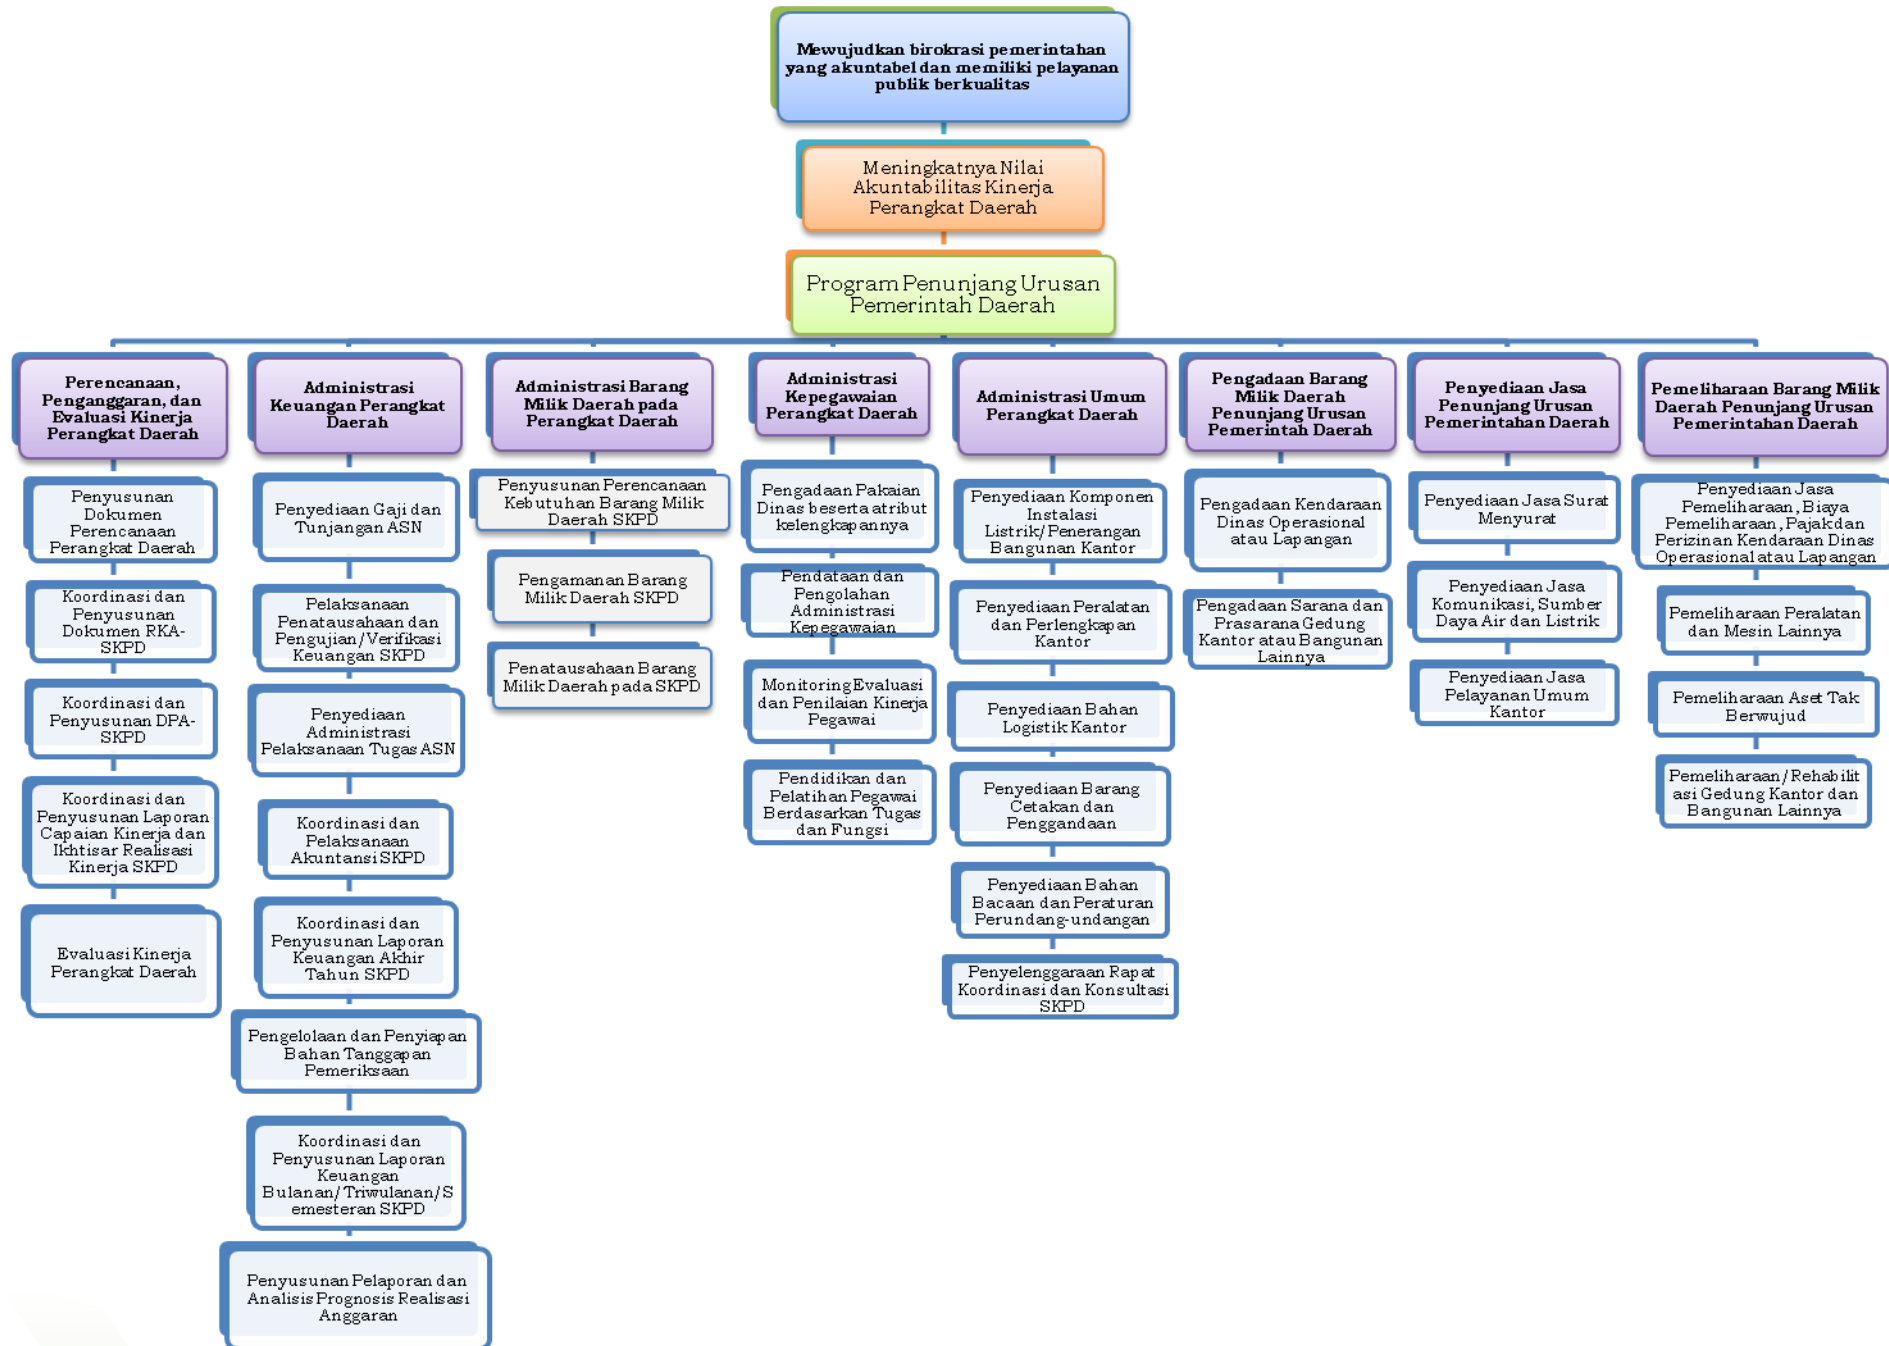 Mewujudkan birokrasi pemerintahan
yang akuntabel dan memiliki pelayanan
publik berkualitas
Meningkatnya Nilai
Akuntabilitas Kinerja
Perangkat Daerah
Program Penunjang Urusan
Pemerintah Daerah
Perencanaan,
Penganggaran, dan
Evaluasi Kinerja
Perangkat Daerah
Penyusunan
Dokumen
Perencanaan
Perangkat Daerah
Koordinasi dan
Penyusunan
Dokumen RKA-
SKPD
Koordinasi dan
Penyusunan DPA-
SKPD
Koordinasi dan
Penyusunan Laporan
Capaian Kinerja dan
Ikhtisar Realisasi
Kinerja SKPD
Evaluasi Kinerja
Perangkat Daerah
Administrasi
Keuangan Perangkat
Daerah
Penyediaan Gaji dan
Tunjangan ASN
Pelaksanaan
Penatausahaan dan
Pengujian/Verifikasi
Keuangan SKPD
Penyediaan
Administrasi
Pelaksanaan Tugas ASN
Koordinasi dan
Pelaksanaan
Akuntansi SKPD
Koordinasi dan
Penyusunan Laporan
Keuangan Akhir
Tahun SKPD
Pengelolaan dan Penyiapan
Bahan Tanggapan
Pemeriksaan
Koordinasi dan
Penyusunan Laporan
Keuangan
Bulanan/Triwulanan/S
emesteran SKPD
Penyusunan Pelaporan dan
Analisis Prognosis Realisasi
Anggaran
Administrasi Barang
Milik Daerah pada
Perangkat Daerah
Penyusunan Perencanaan
Kebutuhan Barang Milik
Daerah SKPD
Pengamanan Barang
Milik Daerah SKPD
Penatausahaan Barang
Milik Daerah pada SKPD
Administrasi
Kepegawaian
Perangkat Daerah
Pengadaan Pakaian
Dinas beserta atribut
kelengkapannya
Pendataan dan
Pengolahan
Administrasi
Kepegawaian
Monitoring Evaluasi
dan Penilaian Kinerja
Pegawai
Pendidikan dan
Pelatihan Pegawai
Berdasarkan Tugas
dan Fungsi
Administrasi Umum
Perangkat Daerah
Penyediaan Komponen
Instalasi
Listrik/Penerangan
Bangunan Kantor
Penyediaan Peralatan
dan Perlengkapan
Kantor
Penyediaan Bahan
Logistik Kantor
Penyediaan Barang
Cetakan dan
Penggandaan
Penyediaan Bahan
Bacaan dan Peraturan
Perundang-undangan
Penyelenggaraan Rapat
Koordinasi dan Konsultasi
SKPD
Pengadaan Barang
Milik Daerah
Penunjang Urusan
Pemerintah Daerah
Pengadaan Kendaraan
Dinas Operasional
atau Lapangan
Pengadaan Sarana dan
Prasarana Gedung
Kantor atau Bangunan
Lainnya
Penyediaan Jasa
Penunjang Urusan
Pemerintahan Daerah
Penyediaan Jasa Surat
Menyurat
Penyediaan Jasa
Komunikasi, Sumber
Daya Air dan Listrik
Penyediaan Jasa
Pelayanan Umum
Kantor
Pemeliharaan Barang Milik
Daerah Penunjang Urusan
Pemerintahan Daerah
Penyediaan Jasa
Pemeliharaan, Biaya
Pemeliharaan, Pajak dan
Perizinan Kendaraan Dinas
Operasional atau Lapangan
Pemeliharaan Peralatan
dan Mesin Lainnya
Pemeliharaan Aset Tak
Berwujud
Pemeliharaan/Rehabilit
asi Gedung Kantor dan
Bangunan Lainnya